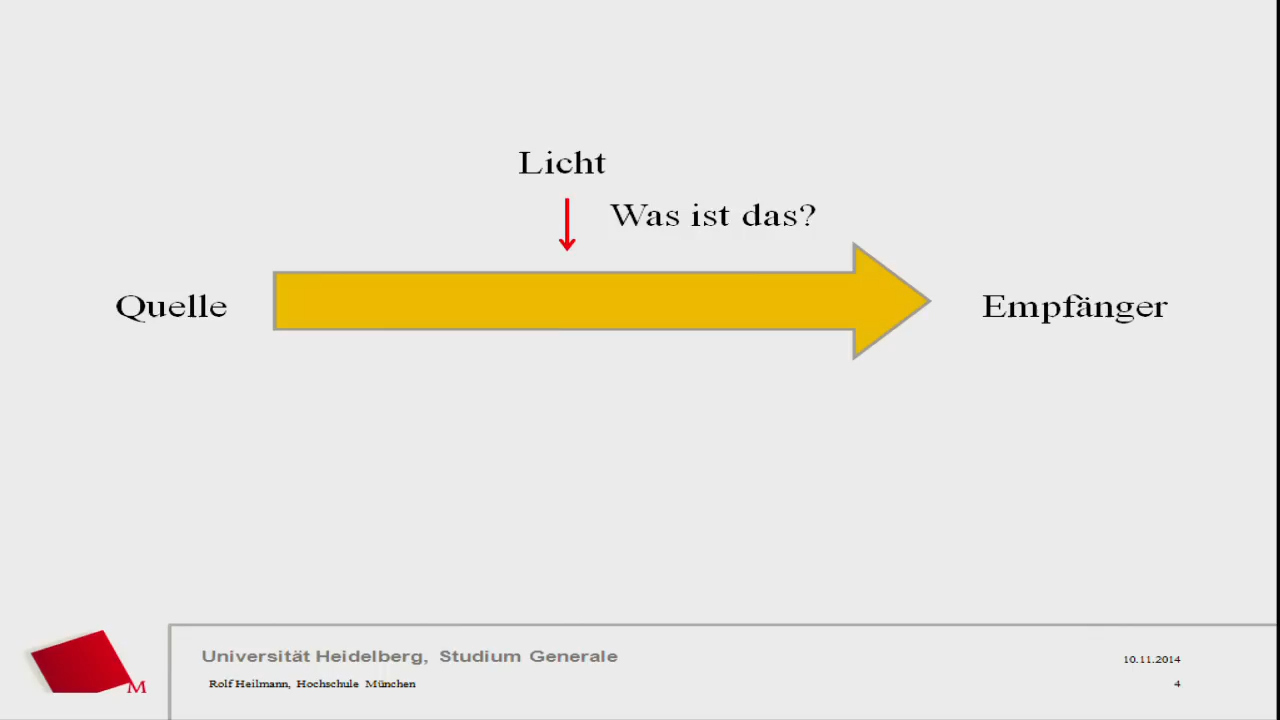 Licht
Was ist das?
Quelle
Empfänger
Universität Heidelberg, Studium Generale
10.11.2014
Rolf Heilmann, Hochschule München
4
M